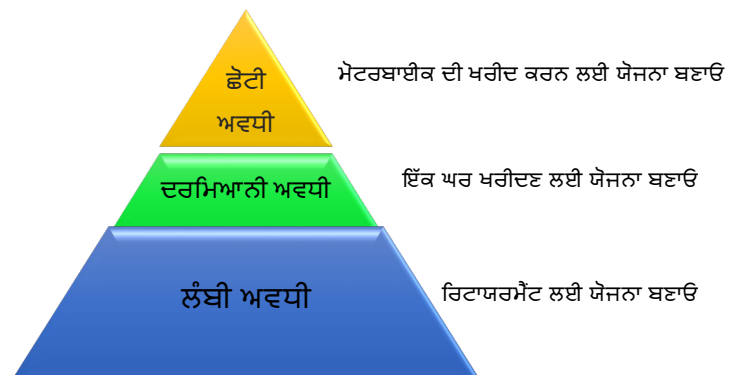 ਛੋਟੀ
ਅਵਧੀ
ਮੋਟਰਬਾਈਕ ਦੀ ਖਰੀਦ ਕਰਨ ਲਈ ਯੋਜਨਾ ਬਣਾਓ
ਦਰਮਿਆਨੀ ਅਵਧੀ
ਇੱਕ ਘਰ ਖਰੀਦਣ ਲਈ ਯੋਜਨਾ ਬਣਾਓ
ਲੰਬੀ ਅਵਧੀ
ਰਿਟਾਯਰਮੈਂਟ ਲਈ ਯੋਜਨਾ ਬਣਾਓ